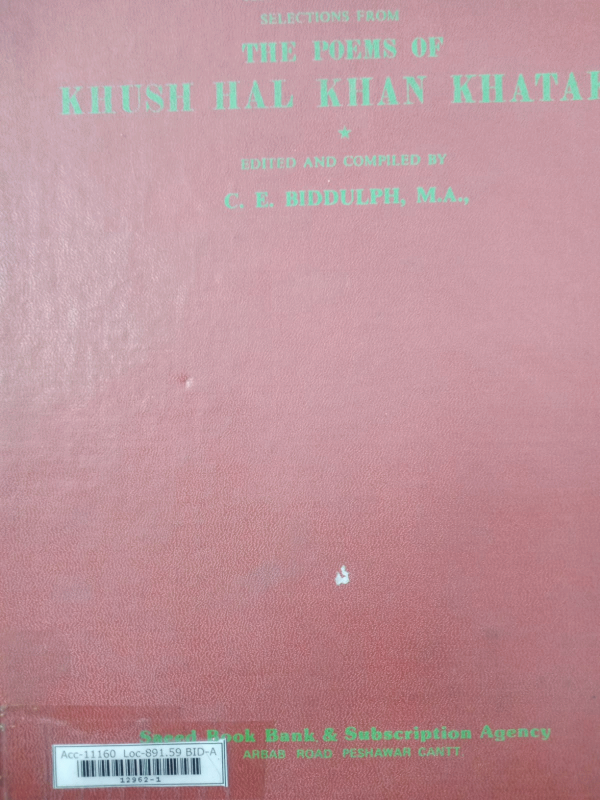 SELECTIONS FROM
THE POEMS OF
KHUSH HAL KHAN KHATAK
EDITED AND COMPILED BY
C. E. BIDDULPH, M.A.,
Saeed Book Bank & Subscription Agency
ARBAB ROAD PESHAWAR CANTT
Acc-11160 Loc-891.59 BID-A
12962-1